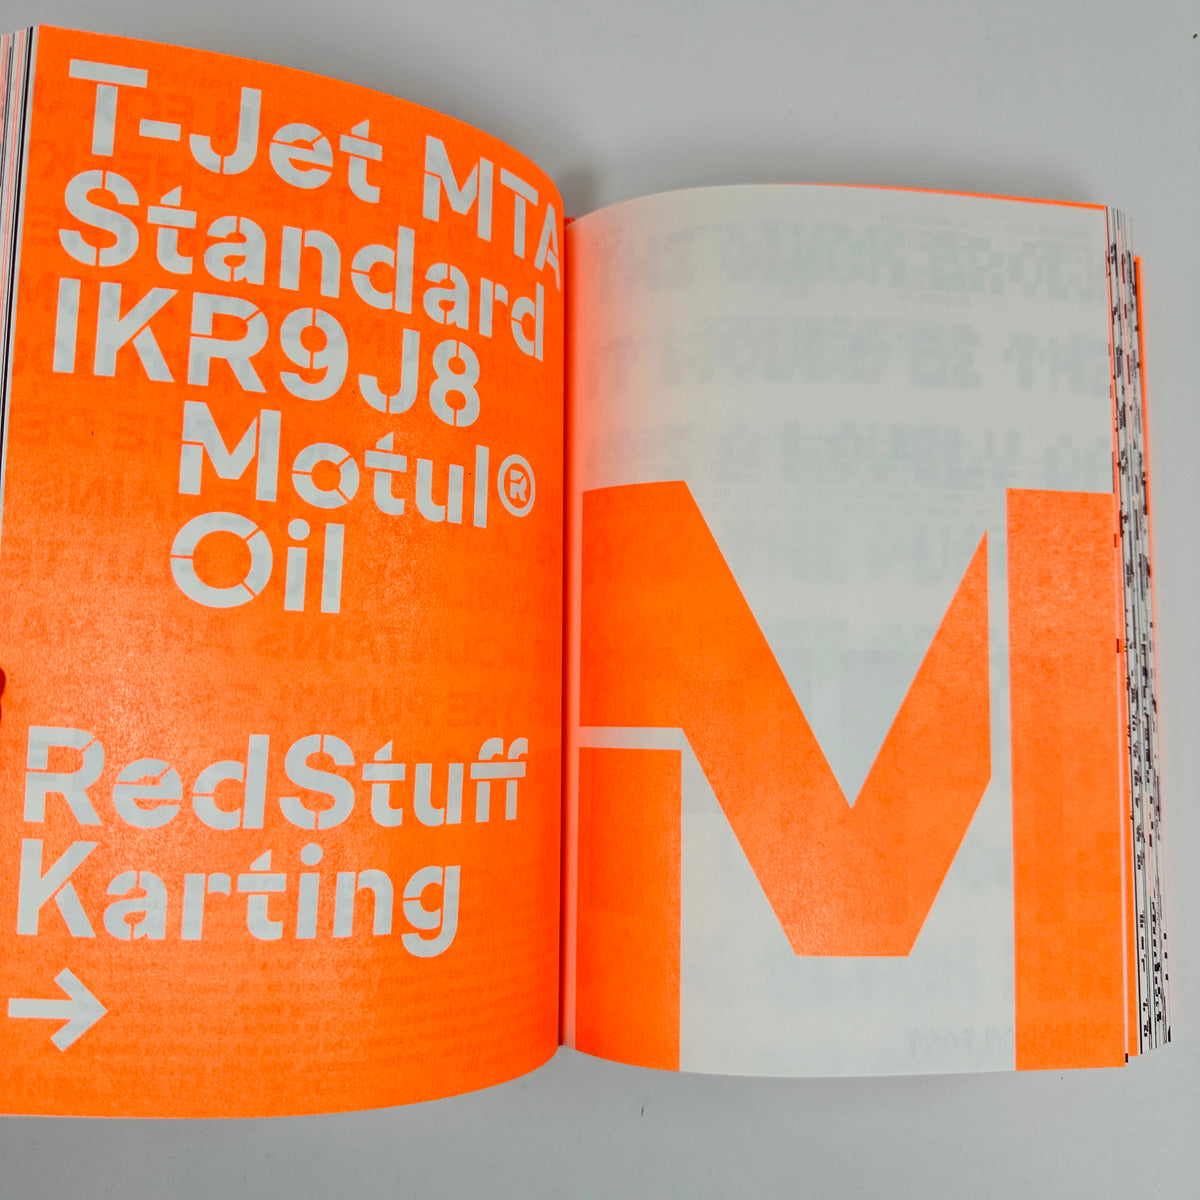 T-Jet MTA
Standard
IKR9J8
Motul®
Oil
RedStuff
Karting
→
M